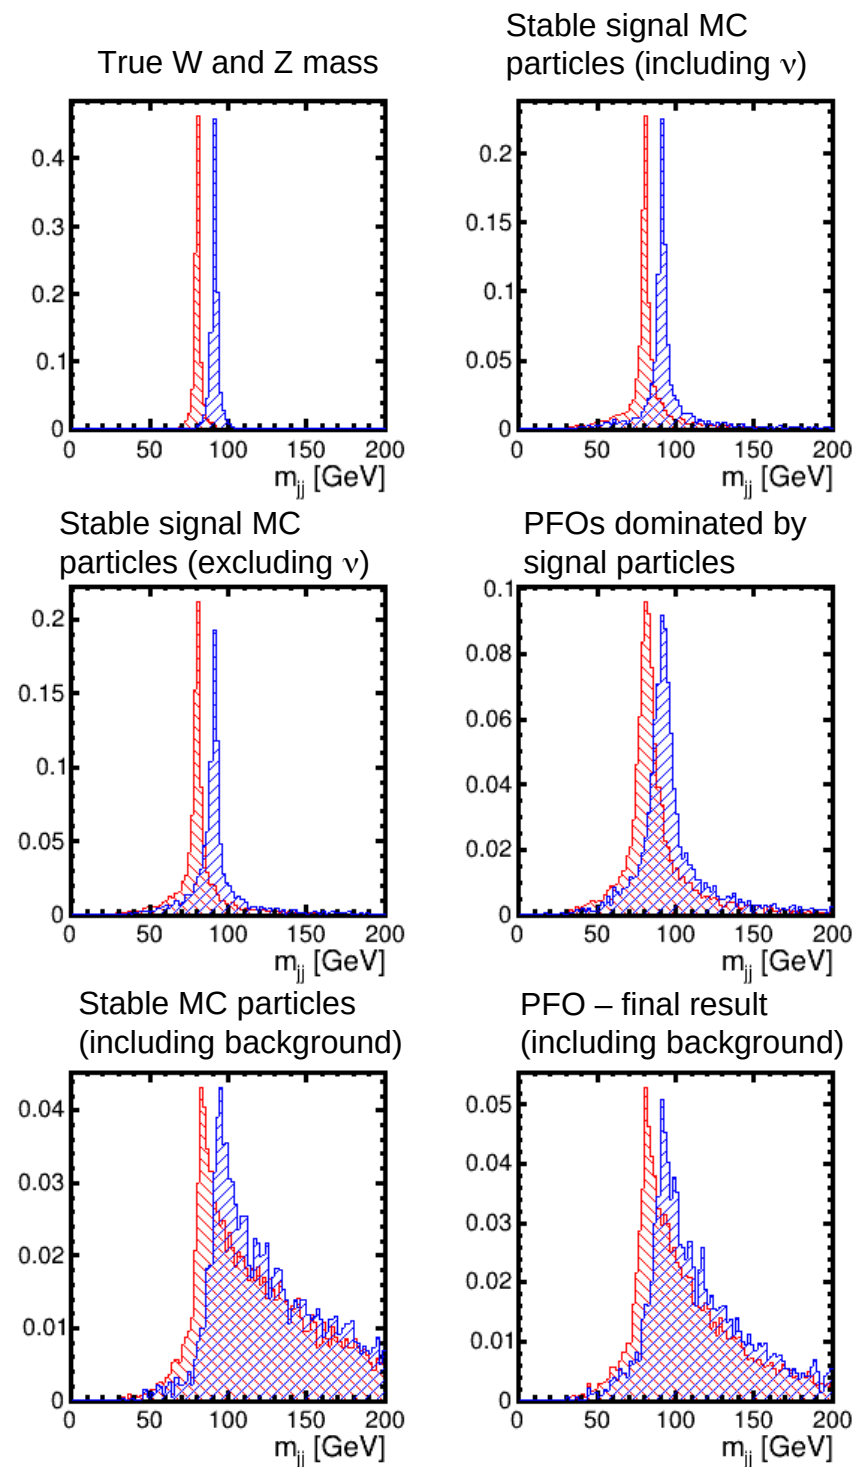 True W and Z mass
0.4
0.3
0.2
0.1
0
0 50 100 150 200
m_jj [GeV]
Stable signal MC
particles (including ν)
0.2
0.15
0.1
0.05
0
0 50 100 150 200
m_jj [GeV]
Stable signal MC
particles (excluding ν)
0.2
0.15
0.1
0.05
0
0 50 100 150 200
m_jj [GeV]
PFOs dominated by
signal particles
0.1
0.08
0.06
0.04
0.02
0
0 50 100 150 200
m_jj [GeV]
Stable MC particles
(including background)
0.04
0.03
0.02
0.01
0
0 50 100 150 200
m_jj [GeV]
PFO – final result
(including background)
0.05
0.04
0.03
0.02
0.01
0
0 50 100 150 200
m_jj [GeV]